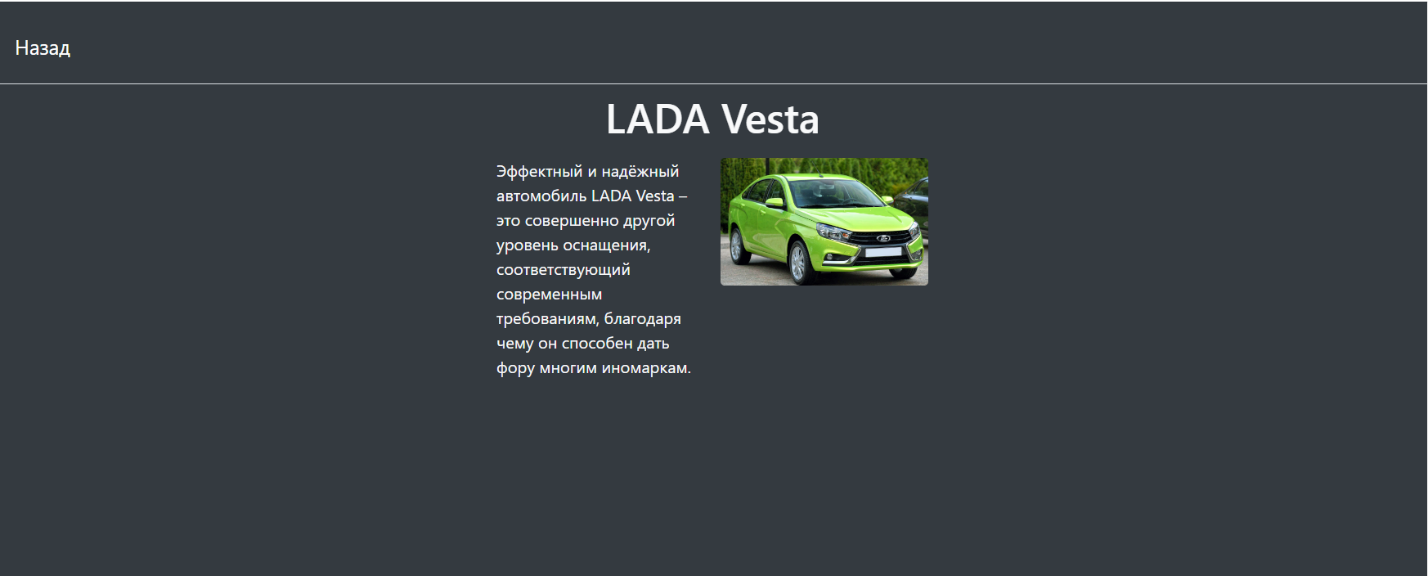 Назад
LADA Vesta
Эффектный и надёжный
автомобиль LADA Vesta –
это совершенно другой
уровень оснащения,
соответствующий
современным
требованиям, благодаря
чему он способен дать
фору многим иномаркам.